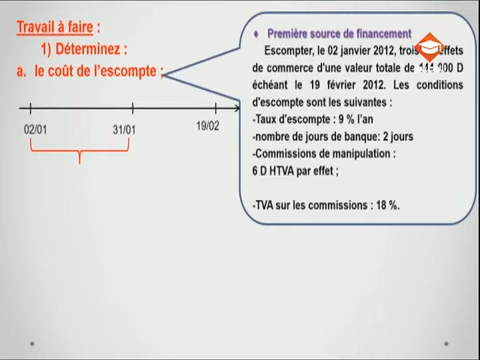 Travail à faire :
1) Déterminez :
a. le coût de l'escompte ;
02/01
31/01
19/02
Première source de financement
Escompter, le 02 janvier 2012, trois effets
de commerce d'une valeur totale de 144 000 D
échéant le 19 février 2012. Les conditions
d'escompte sont les suivantes :
-Taux d'escompte : 9 % l'an
-nombre de jours de banque: 2 jours
-Commissions de manipulation :
6 D HTVA par effet ;
-TVA sur les commissions : 18 %.